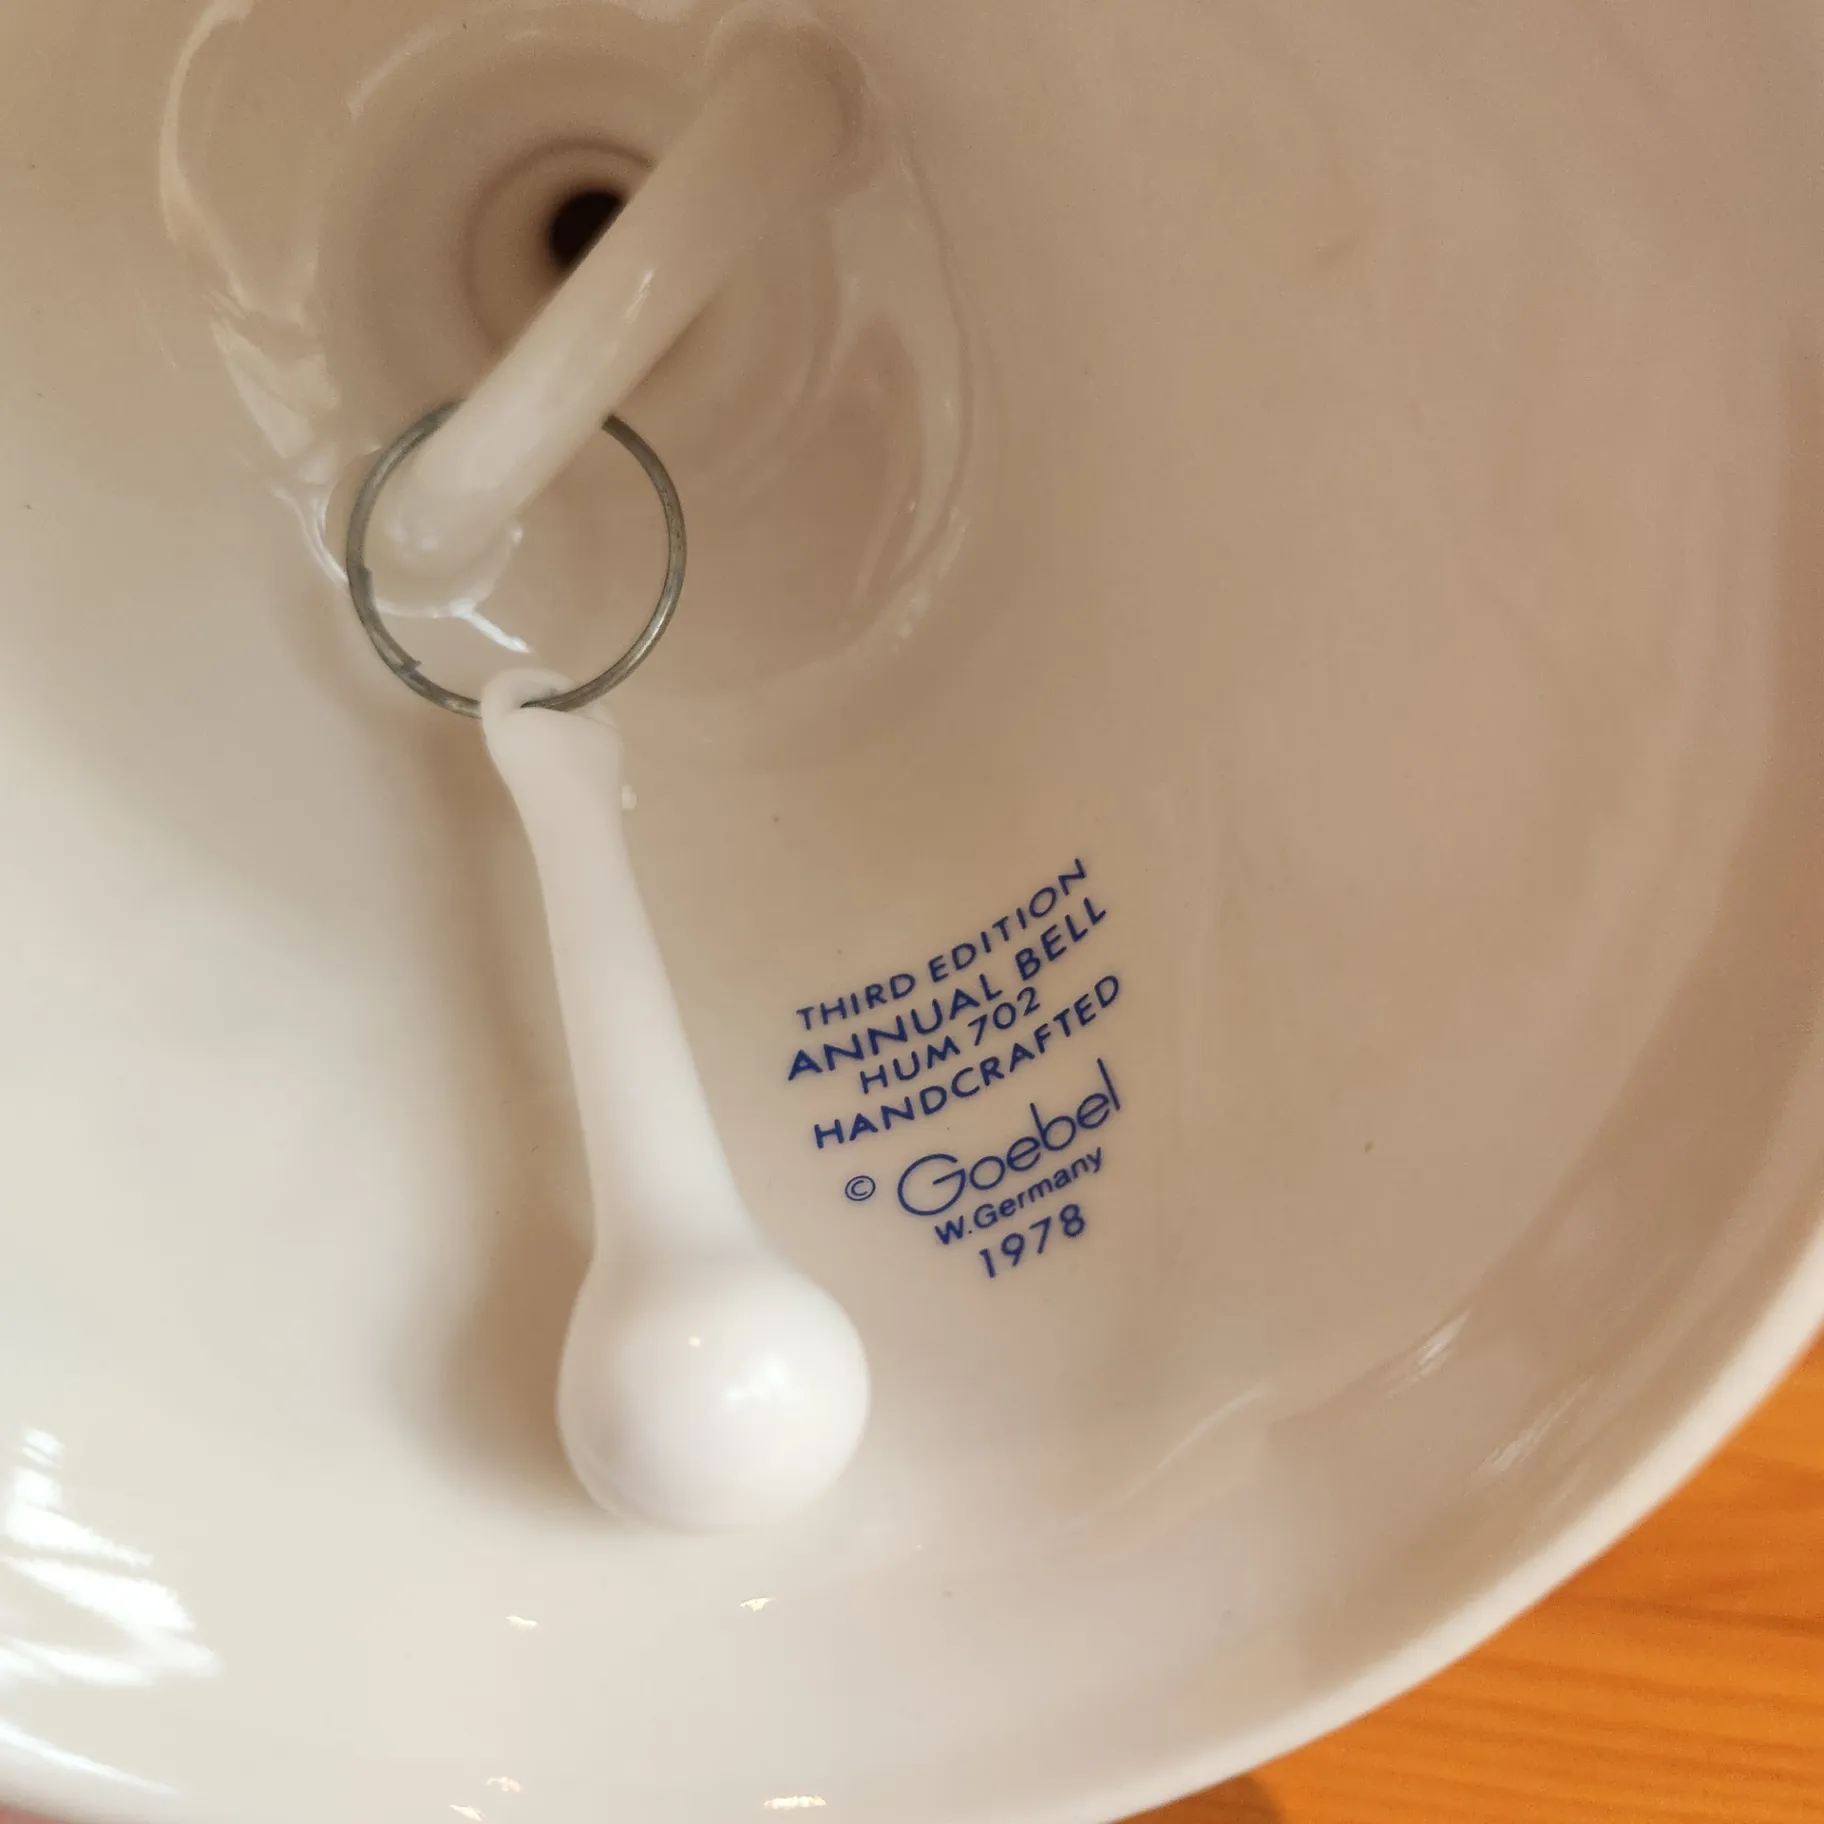 THIRD EDITION
ANNUAL BELL
HUM 702
HANDCRAFTED
© Goebel
W.Germany
1978